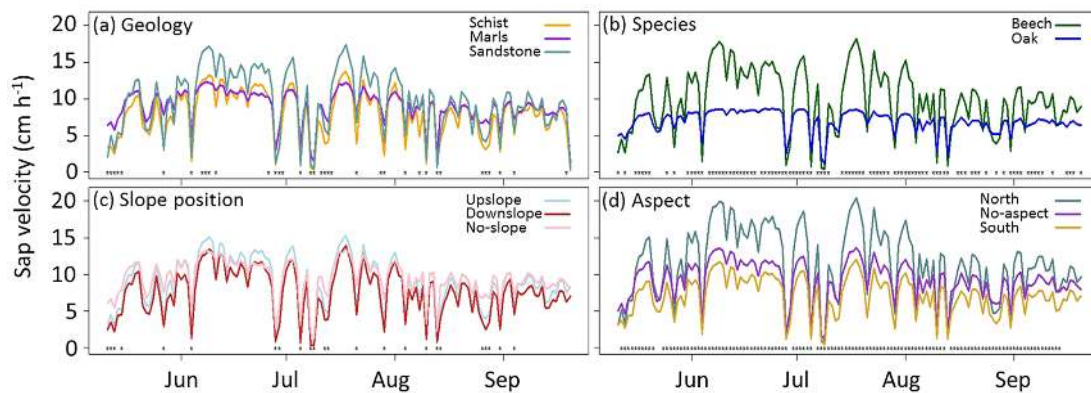 (a) Geology
Schist
Marls
Sandstone
(b) Species
Beech
Oak
(c) Slope position
Upslope
Downslope
No-slope
(d) Aspect
North
No-aspect
South
Sap velocity (cm h⁻¹)
20
15
10
5
0
20
15
10
5
0
Jun
Jul
Aug
Sep
Jun
Jul
Aug
Sep